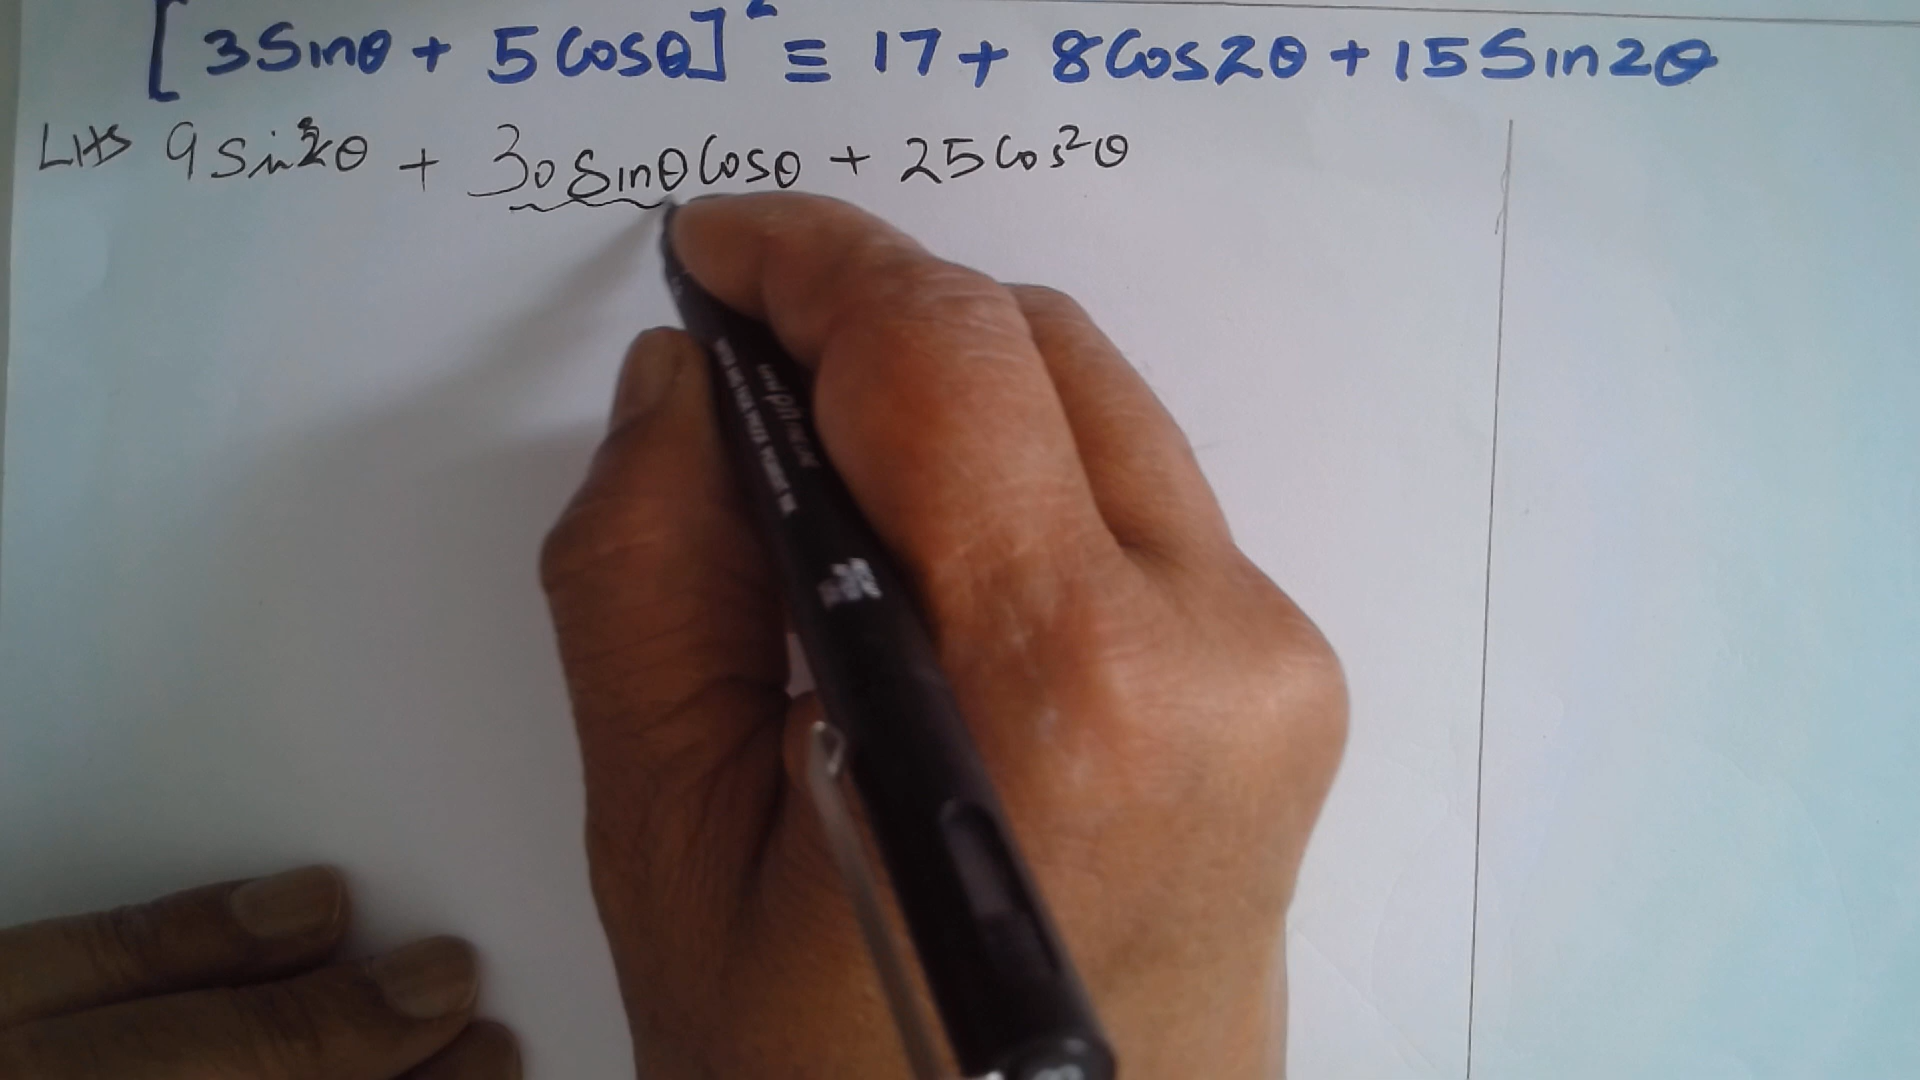 [3Sinθ + 5Cosθ]² ≡ 17 + 8Cos2θ + 15Sin2θ
LHS 9Sin²θ + 30SinθCosθ + 25Cos²θ